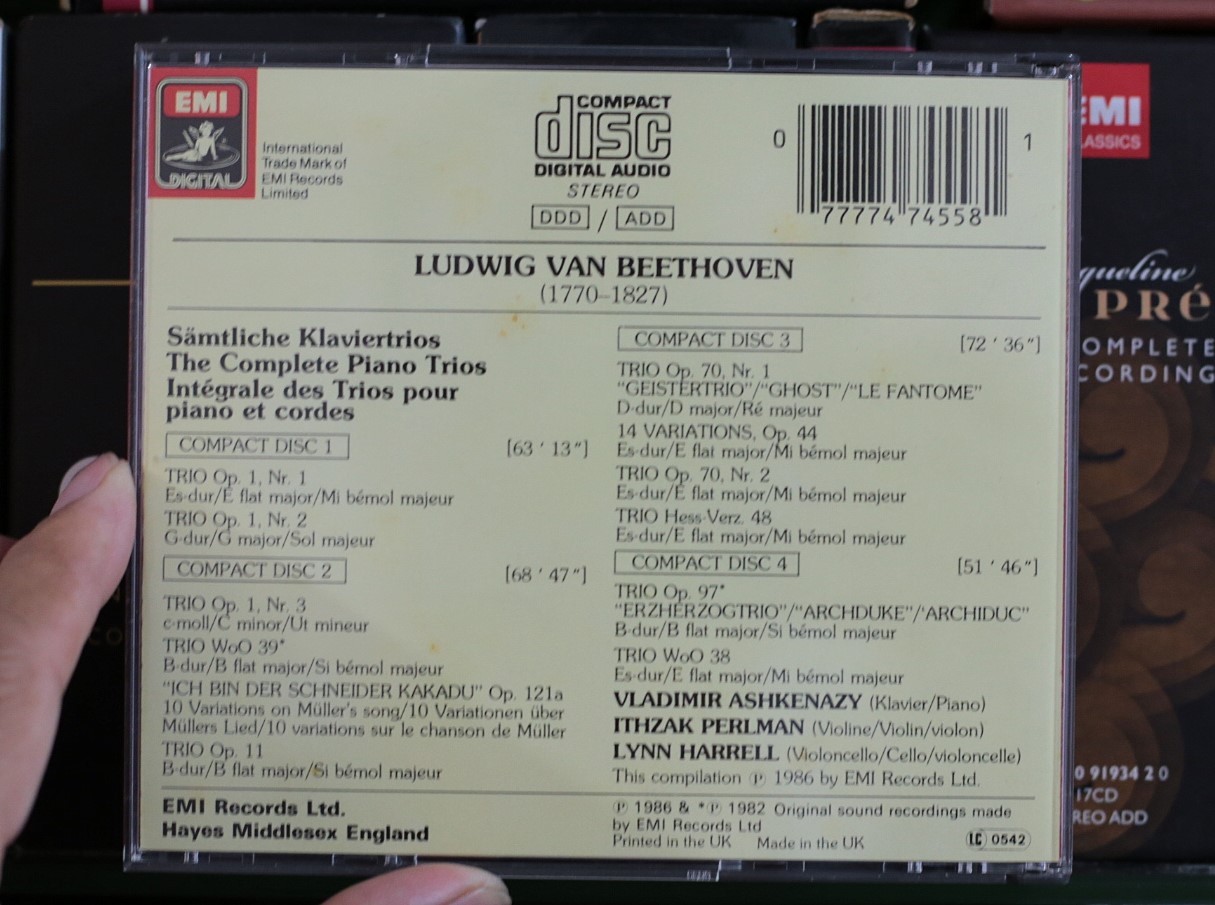 EMI
DIGITAL
International
Trade Mark of
EMI Records
Limited
COMPACT
disc
DIGITAL AUDIO
STEREO
DDD / ADD
0 77774 74558 1
LUDWIG VAN BEETHOVEN
(1770–1827)
Sämtliche Klaviertrios
The Complete Piano Trios
Intégrale des Trios pour
piano et cordes
COMPACT DISC 1 [63 ' 13"]
TRIO Op. 1, Nr. 1
Es-dur/E flat major/Mi bémol majeur
TRIO Op. 1, Nr. 2
G-dur/G major/Sol majeur
COMPACT DISC 2 [68 ' 47"]
TRIO Op. 1, Nr. 3
c-moll/C minor/Ut mineur
TRIO WoO 39*
B-dur/B flat major/Si bémol majeur
"ICH BIN DER SCHNEIDER KAKADU" Op. 121a
10 Variations on Müller's song/10 Variationen über
Müllers Lied/10 variations sur le chanson de Müller
TRIO Op. 11
B-dur/B flat major/Si bémol majeur
COMPACT DISC 3 [72 ' 36"]
TRIO Op. 70, Nr. 1
"GEISTERTRIO"/"GHOST"/"LE FANTOME"
D-dur/D major/Ré majeur
14 VARIATIONS, Op. 44
Es-dur/E flat major/Mi bémol majeur
TRIO Op. 70, Nr. 2
Es-dur/E flat major/Mi bémol majeur
TRIO Hess-Verz. 48
Es-dur/E flat major/Mi bémol majeur
COMPACT DISC 4 [51 ' 46"]
TRIO Op. 97*
"ERZHERZOGTRIO"/"ARCHDUKE"/'ARCHIDUC"
B-dur/B flat major/Si bémol majeur
TRIO WoO 38
Es-dur/E flat major/Mi bémol majeur
VLADIMIR ASHKENAZY (Klavier/Piano)
ITHZAK PERLMAN (Violine/Violin/violon)
LYNN HARRELL (Violoncello/Cello/violoncelle)
This compilation ℗ 1986 by EMI Records Ltd.
EMI Records Ltd.
Hayes Middlesex England
℗ 1986 & *℗ 1982 Original sound recordings made
by EMI Records Ltd
Printed in the UK Made in the UK
LC 0542
EMI
ASSICS
queline
PRÉ
OMPLETE
CORDING
0 91934 2 0
17CD
REO ADD